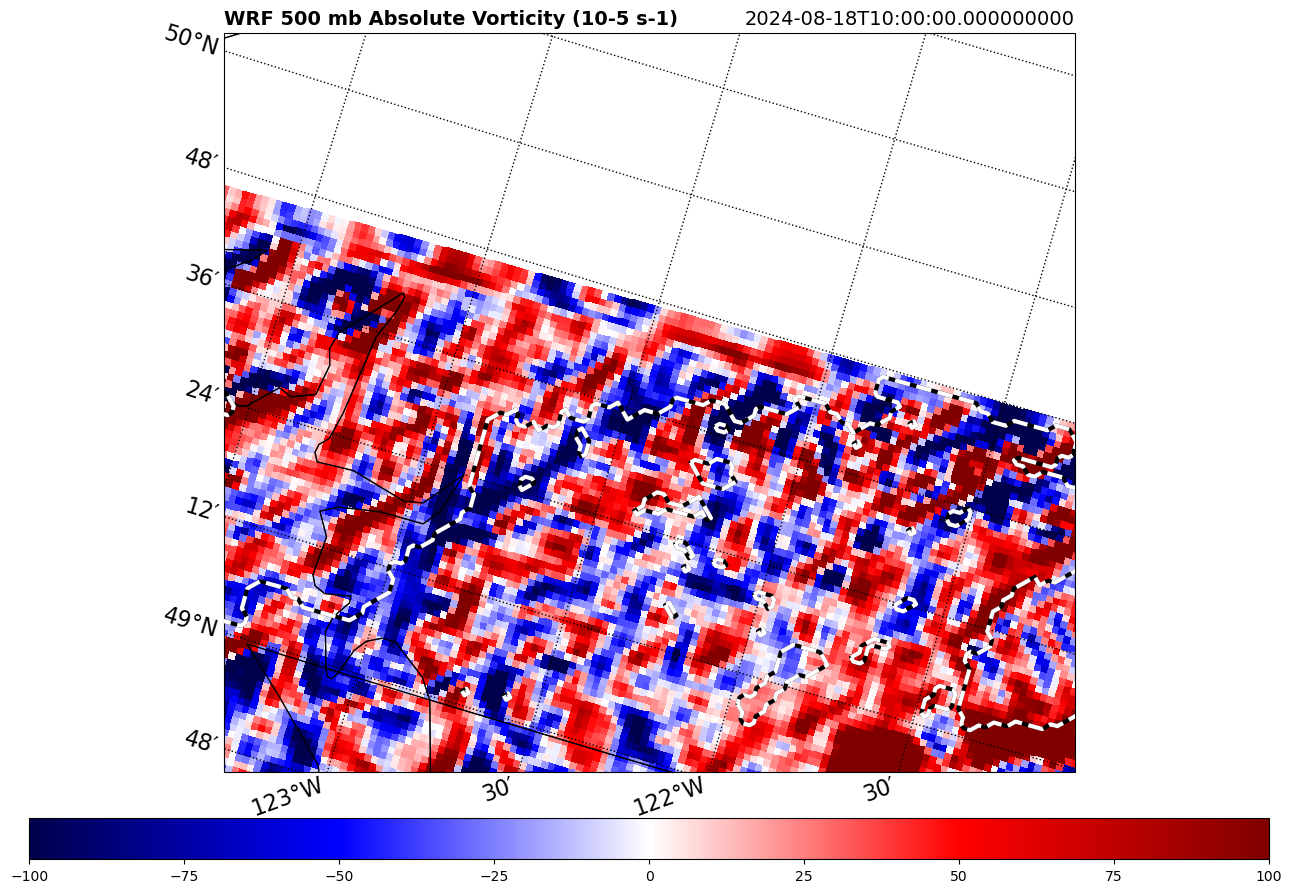 WRF 500 mb Absolute Vorticity (10-5 s-1) 2024-08-18T10:00:00.000000000
50°N
48′
36′
24′
12′
49°N
48′
123°W 30′ 122°W 30′
−100 −75 −50 −25 0 25 50 75 100